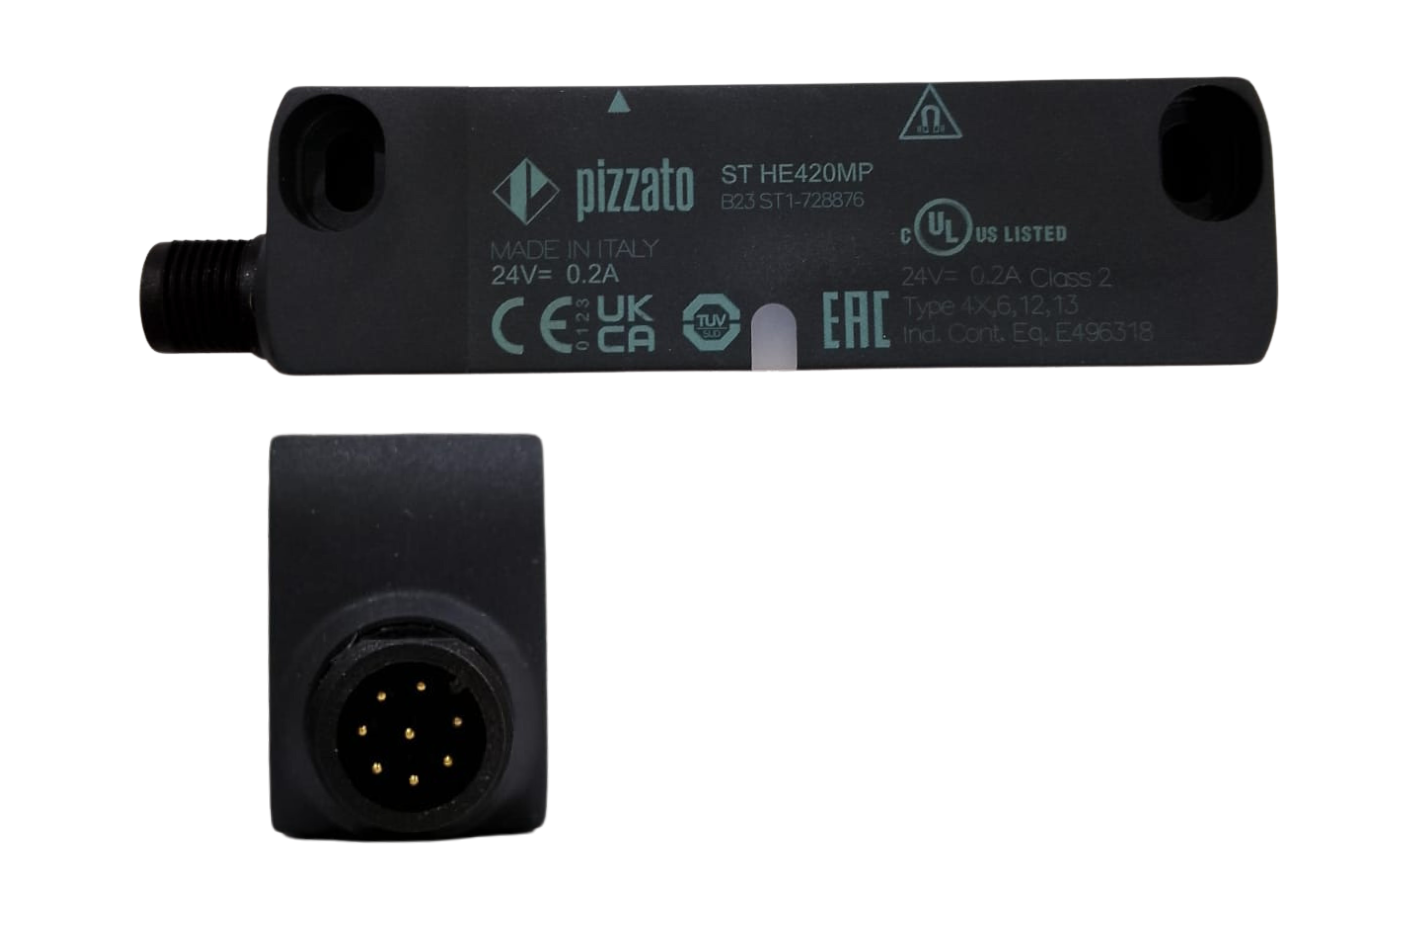 pizzato
ST HE420MP
B23 ST1-728876
MADE IN ITALY
24V= 0.2A
CE 0123 UK CA
TÜV SÜD
EAC
C UL US LISTED
24V= 0.2A Class 2
Type 4X,6,12,13
Ind. Cont. Eq. E496318